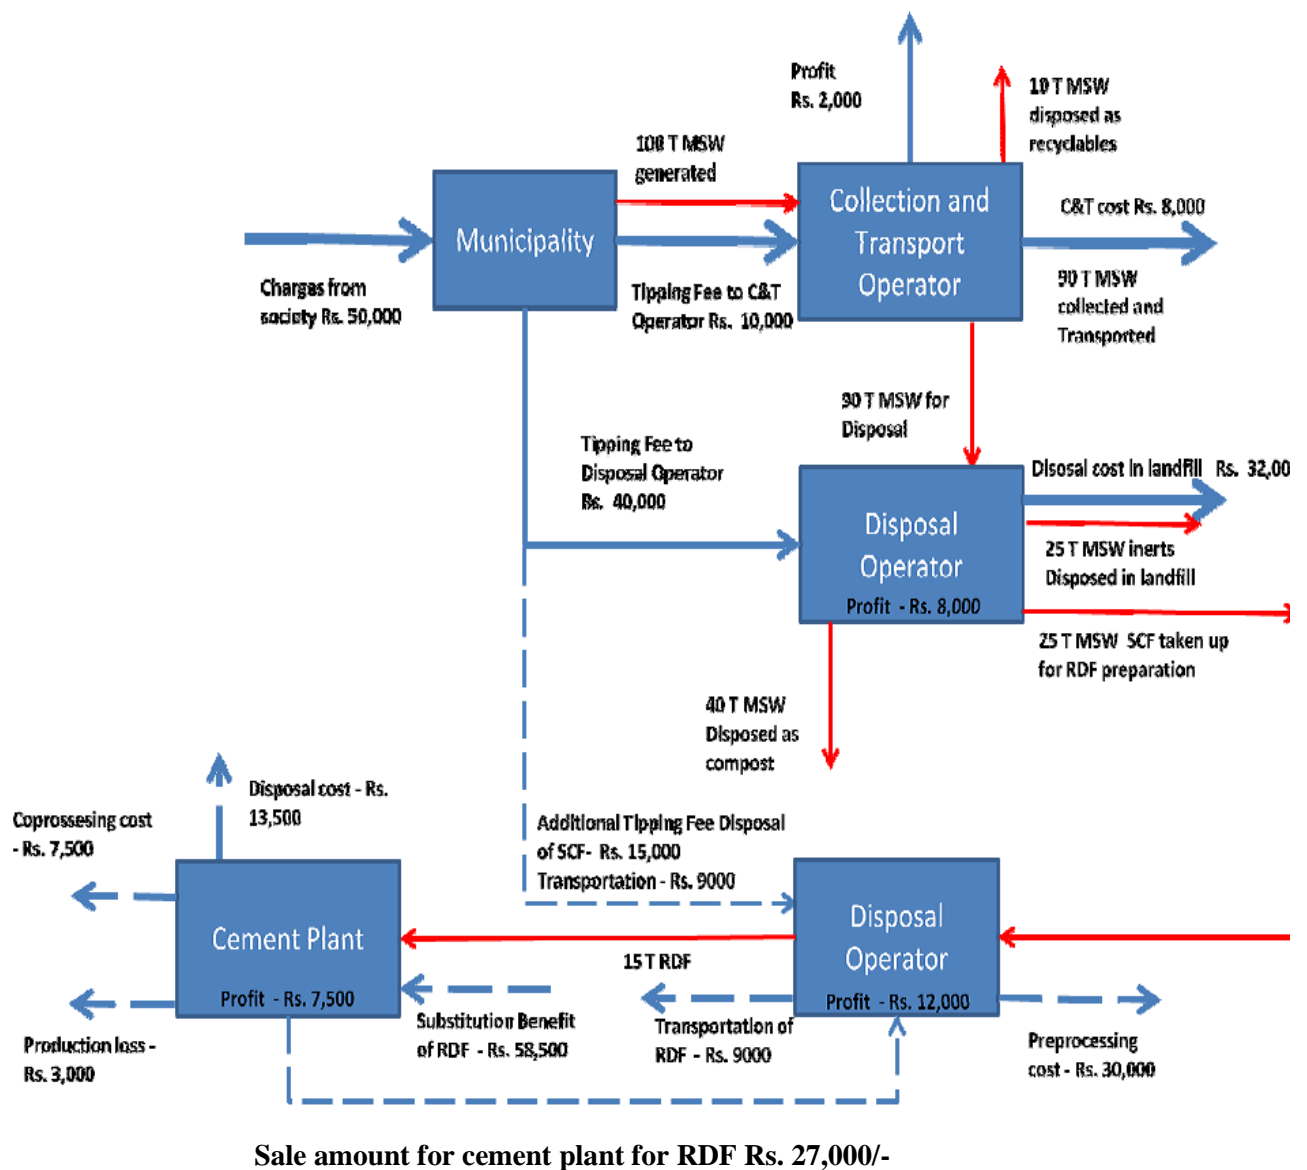 Profit
Rs. 2,000
10 T MSW
disposed as
recyclables
100 T MSW
generated
Collection and
Transport
Operator
C&T cost Rs. 8,000
Municipality
Charges from
society Rs. 50,000
Tipping Fee to C&T
Operator Rs. 10,000
90 T MSW
collected and
Transported
90 T MSW for
Disposal
Tipping Fee to
Disposal Operator
Rs. 40,000
Disosal cost in landfill Rs. 32,00
Disposal
Operator
Profit - Rs. 8,000
25 T MSW inerts
Disposed in landfill
25 T MSW SCF taken up
for RDF preparation
40 T MSW
Disposed as
compost
Disposal cost - Rs.
13,500
Coprossesing cost
- Rs. 7,500
Additional Tipping Fee Disposal
of SCF- Rs. 15,000
Transportation - Rs. 9000
Cement Plant
Profit - Rs. 7,500
15 T RDF
Disposal
Operator
Profit - Rs. 12,000
Production loss -
Rs. 3,000
Substitution Benefit
of RDF - Rs. 58,500
Transportation of
RDF - Rs. 9000
Preprocessing
cost - Rs. 30,000
Sale amount for cement plant for RDF Rs. 27,000/-